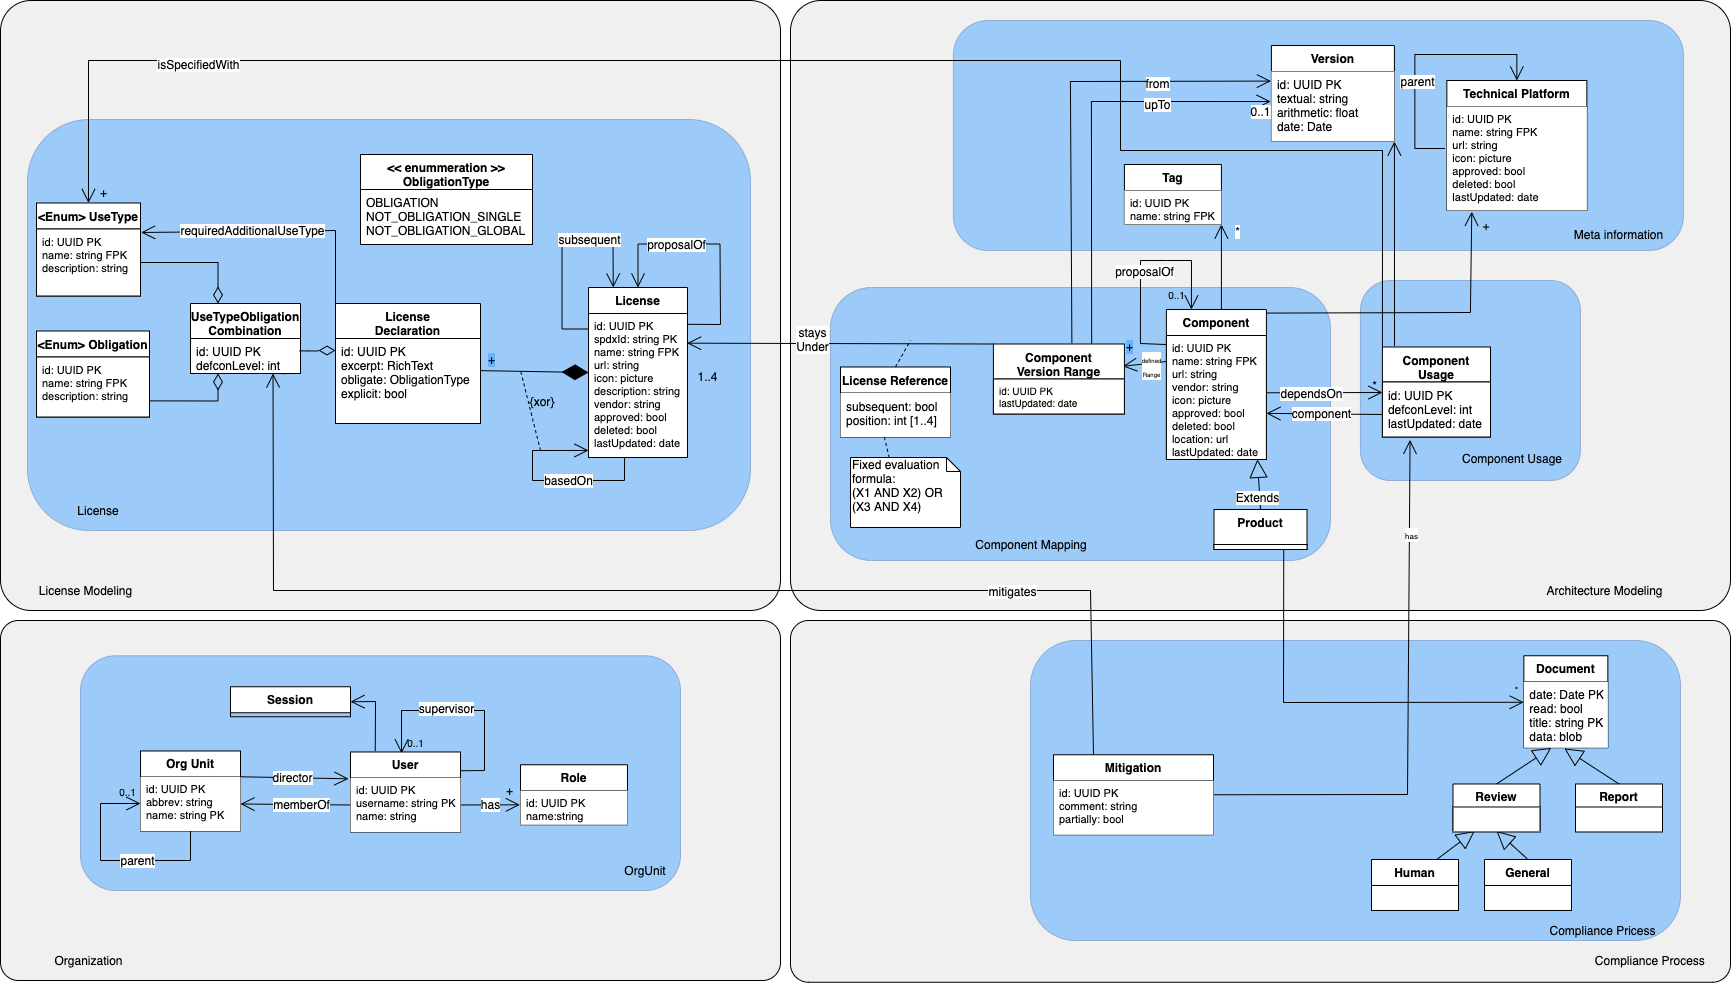 isSpecifiedWith
+
<< enummeration >>
ObligationType
OBLIGATION
NOT_OBLIGATION_SINGLE
NOT_OBLIGATION_GLOBAL
<Enum> UseType
id: UUID PK
name: string FPK
description: string
requiredAdditionalUseType
UseTypeObligation
Combination
id: UUID PK
defconLevel: int
<Enum> Obligation
id: UUID PK
name: string FPK
description: string
License
Declaration
id: UUID PK
excerpt: RichText
obligate: ObligationType
explicit: bool
+
{xor}
subsequent
proposalOf
License
id: UUID PK
spdxId: string PK
name: string FPK
url: string
icon: picture
description: string
vendor: string
approved: bool
deleted: bool
lastUpdated: date
1..4
basedOn
License
License Modeling
from
upTo
0..1
Version
id: UUID PK
textual: string
arithmetic: float
date: Date
parent
Technical Platform
id: UUID PK
name: string FPK
url: string
icon: picture
approved: bool
deleted: bool
lastUpdated: date
+
Tag
id: UUID PK
name: string FPK
*
Meta information
stays
Under
License Reference
subsequent: bool
position: int [1..4]
Fixed evaluation
formula:
(X1 AND X2) OR
(X3 AND X4)
Component
Version Range
id: UUID PK
lastUpdated: date
+
defined
Range
proposalOf
0..1
Component
id: UUID PK
name: string FPK
url: string
vendor: string
icon: picture
approved: bool
deleted: bool
location: url
lastUpdated: date
Extends
Product
Component Mapping
dependsOn
*
component
Component
Usage
id: UUID PK
defconLevel: int
lastUpdated: date
Component Usage
has
mitigates
Architecture Modeling
Session
supervisor
0..1
Org Unit
id: UUID PK
abbrev: string
name: string PK
0..1
parent
director
memberOf
User
id: UUID PK
username: string PK
name: string
has
+
Role
id: UUID PK
name:string
OrgUnit
Organization
Mitigation
id: UUID PK
comment: string
partially: bool
*
Document
date: Date PK
read: bool
title: string PK
data: blob
Review
Report
Human
General
Compliance Pricess
Compliance Process